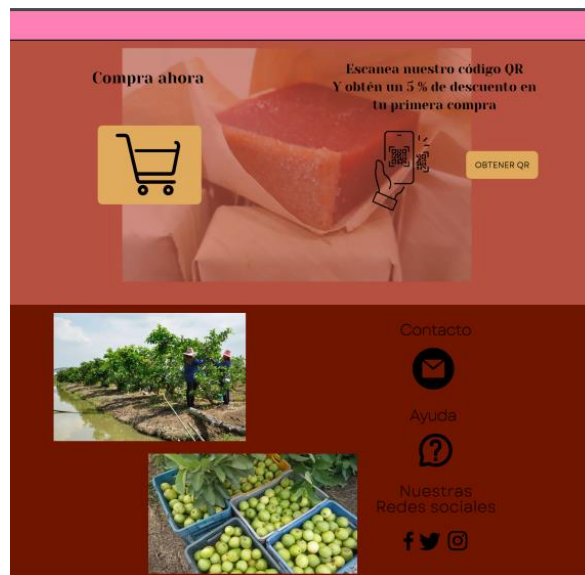 Compra ahora
Escanea nuestro código QR
Y obtén un 5 % de descuento en
tu primera compra
OBTENER QR
Contacto
Ayuda
Nuestras
Redes sociales